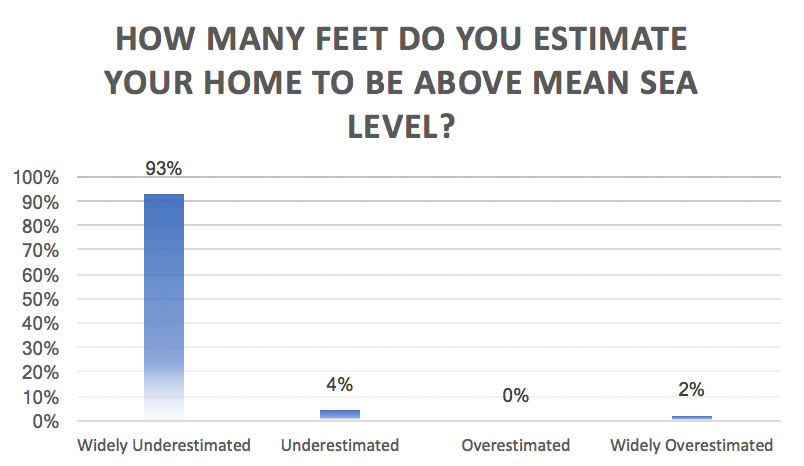 HOW MANY FEET DO YOU ESTIMATE
YOUR HOME TO BE ABOVE MEAN SEA
LEVEL?
93%
100%
90%
80%
70%
60%
50%
40%
30%
20%
10%
0%
4%
0%
2%
Widely Underestimated
Underestimated
Overestimated
Widely Overestimated